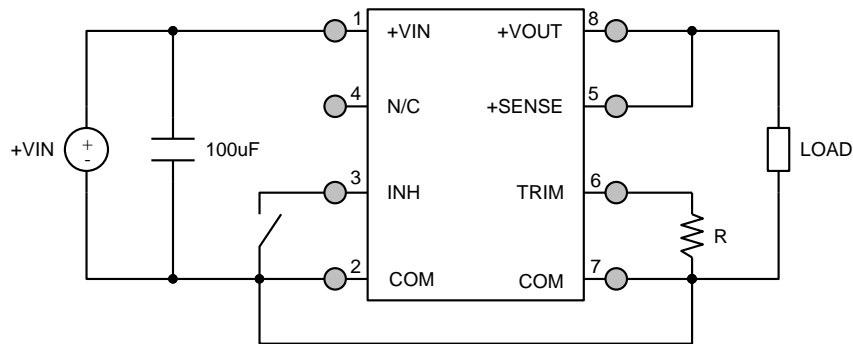 1 +VIN +VOUT 8
4 N/C +SENSE 5
+VIN + - 100uF LOAD
3 INH TRIM 6
R
2 COM COM 7